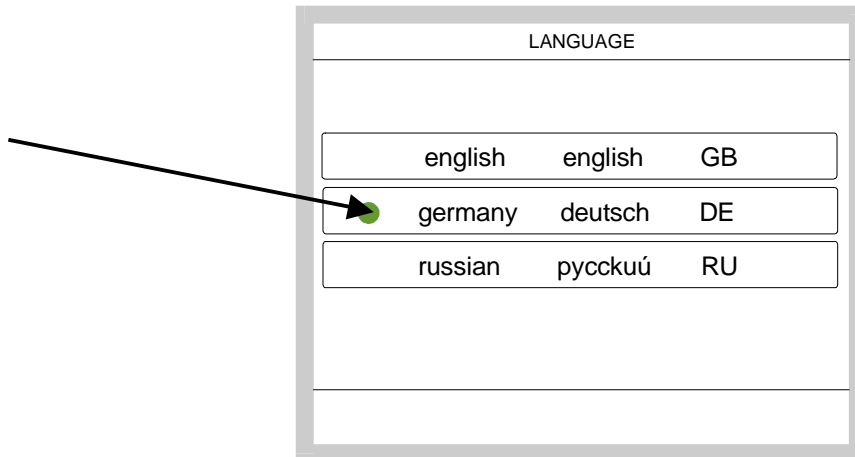 LANGUAGE
english english GB
germany deutsch DE
russian pycckuú RU